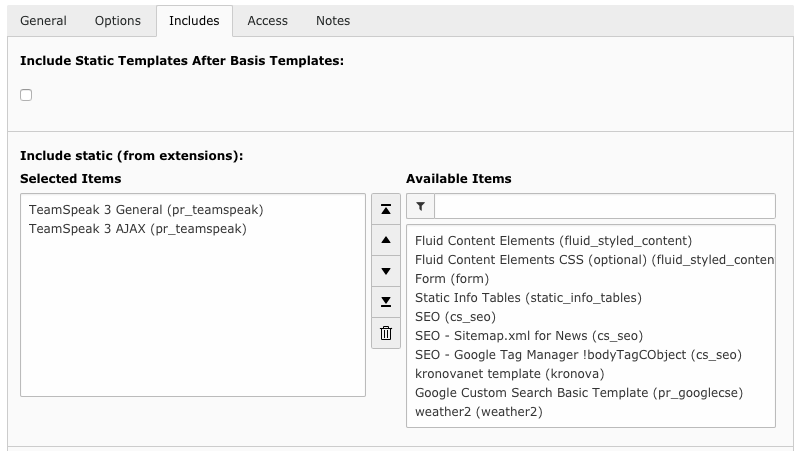 General Options Includes Access Notes
Include Static Templates After Basis Templates:
Include static (from extensions):
Selected Items
TeamSpeak 3 General (pr_teamspeak)
TeamSpeak 3 AJAX (pr_teamspeak)
Available Items
Fluid Content Elements (fluid_styled_content)
Fluid Content Elements CSS (optional) (fluid_styled_conten
Form (form)
Static Info Tables (static_info_tables)
SEO (cs_seo)
SEO - Sitemap.xml for News (cs_seo)
SEO - Google Tag Manager !bodyTagCObject (cs_seo)
kronovanet template (kronova)
Google Custom Search Basic Template (pr_googlecse)
weather2 (weather2)